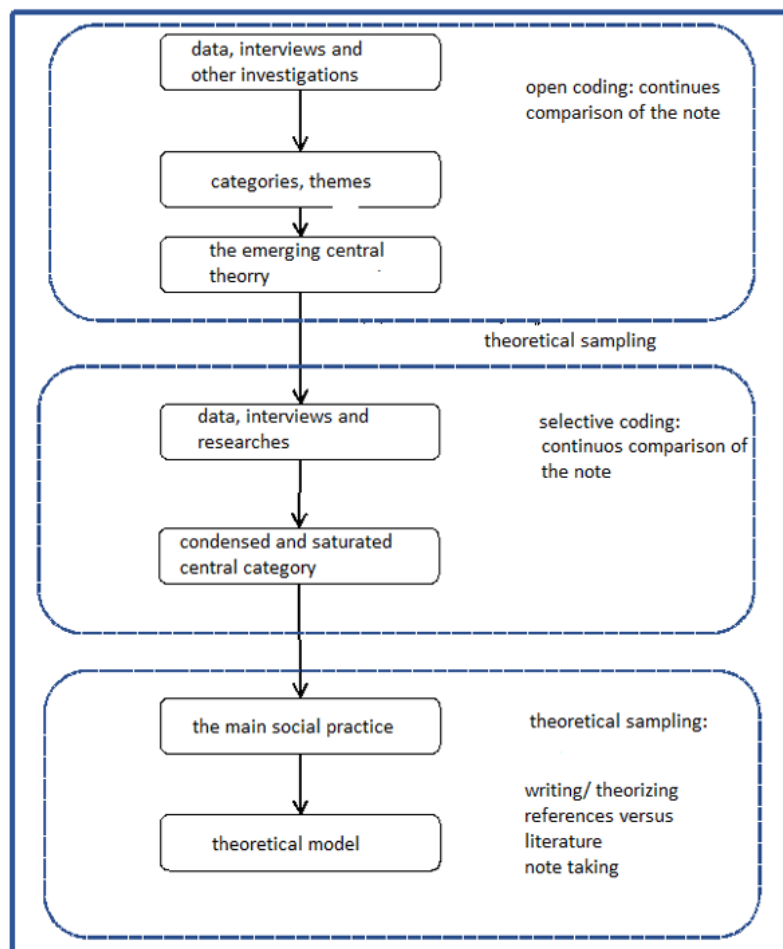 data, interviews and
other investigations
open coding: continues
comparison of the note
categories, themes
the emerging central
theorry
theoretical sampling
data, interviews and
researches
selective coding:
continuos comparison of
the note
condensed and saturated
central category
the main social practice
theoretical sampling:
writing/ theorizing
references versus
literature
note taking
theoretical model